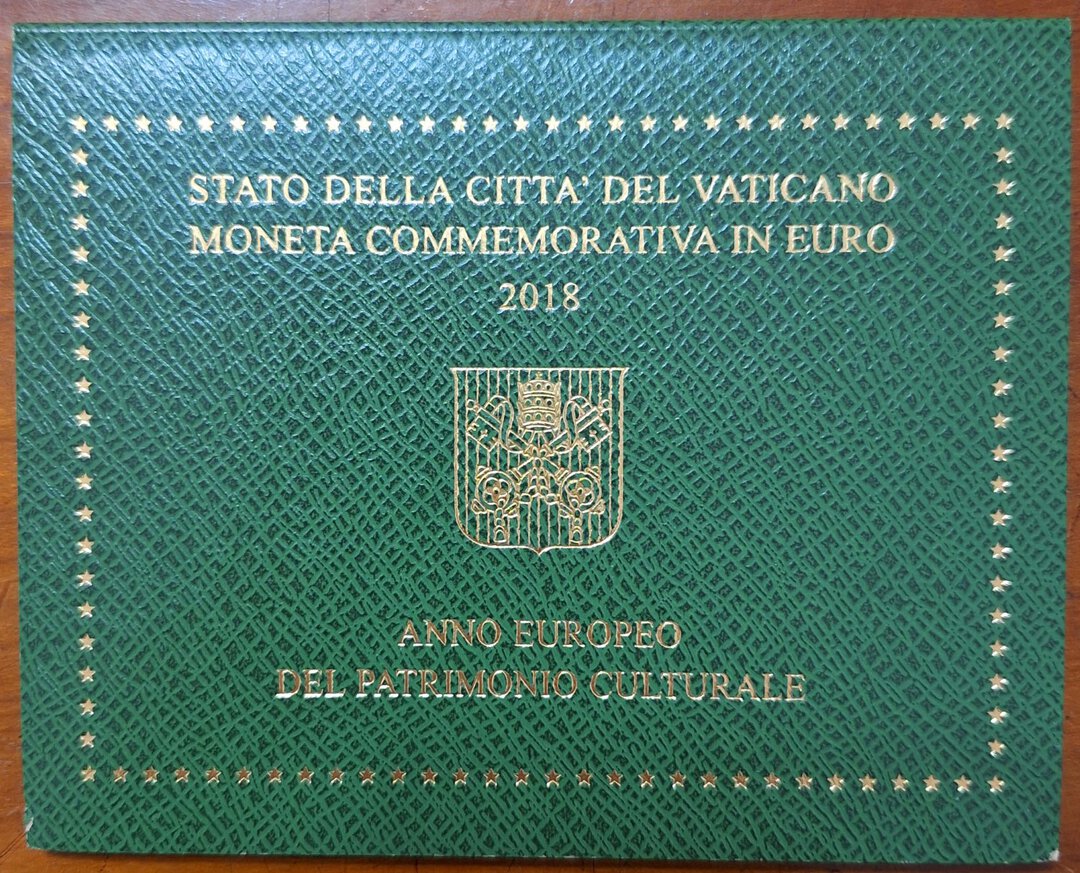 STATO DELLA CITTA' DEL VATICANO
MONETA COMMEMORATIVA IN EURO
2018
ANNO EUROPEO
DEL PATRIMONIO CULTURALE